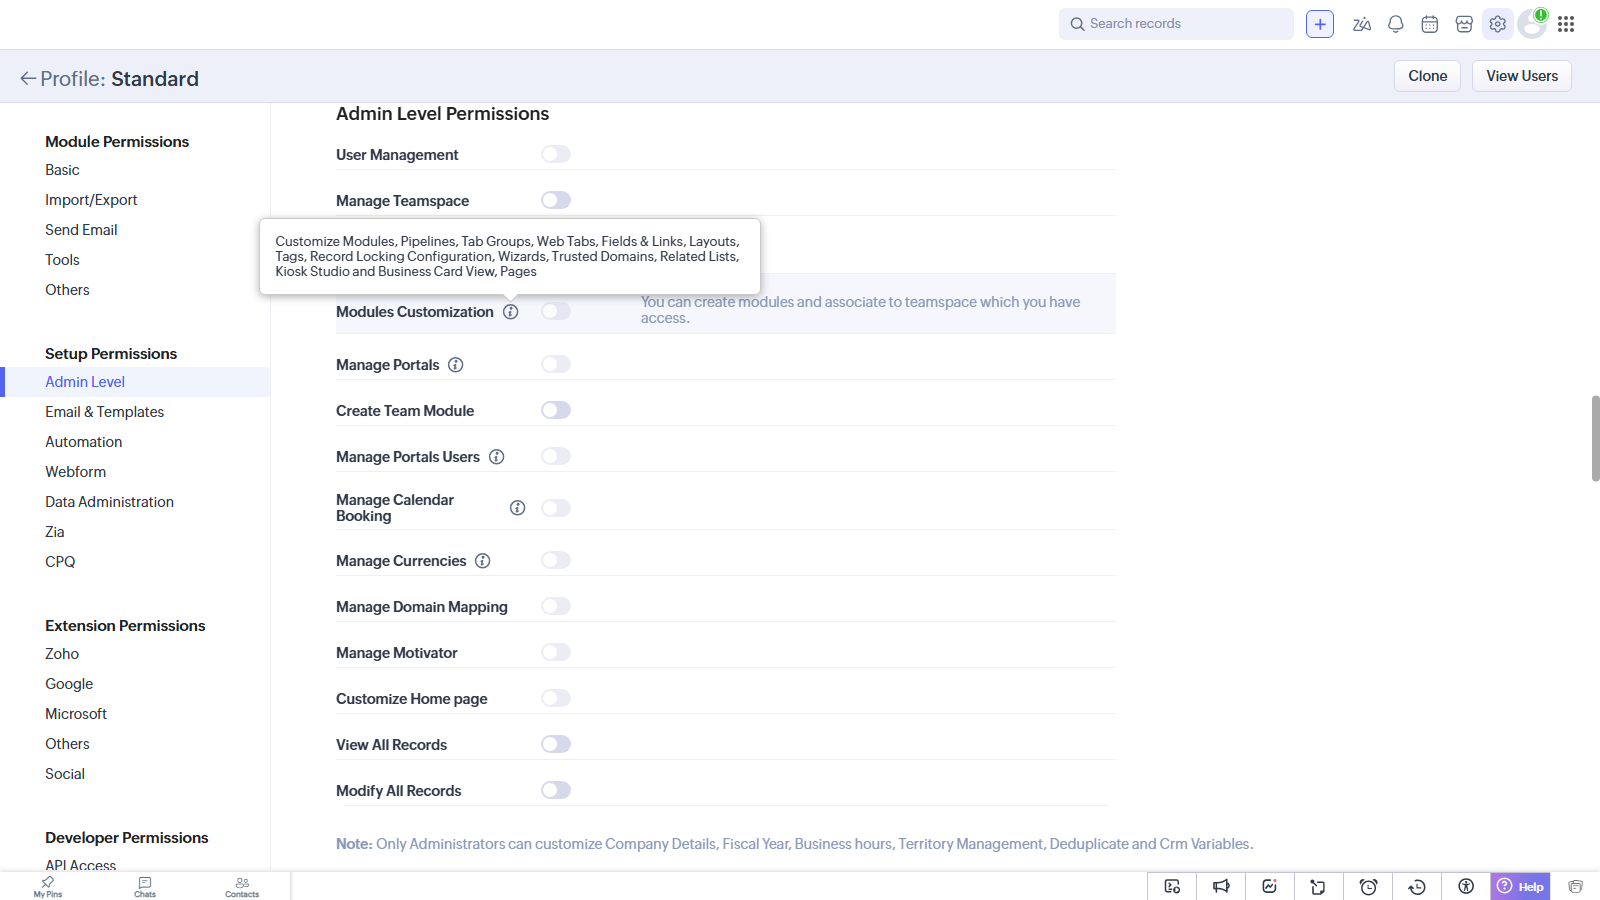 Search records
Profile: Standard
Clone
View Users
Module Permissions
Basic
Import/Export
Send Email
Tools
Others
Setup Permissions
Admin Level
Email & Templates
Automation
Webform
Data Administration
Zia
CPQ
Extension Permissions
Zoho
Google
Microsoft
Others
Social
Developer Permissions
API Access
Admin Level Permissions
User Management
Manage Teamspace
Customize Modules, Pipelines, Tab Groups, Web Tabs, Fields & Links, Layouts,
Tags, Record Locking Configuration, Wizards, Trusted Domains, Related Lists,
Kiosk Studio and Business Card View, Pages
Modules Customization
You can create modules and associate to teamspace which you have
access.
Manage Portals
Create Team Module
Manage Portals Users
Manage Calendar
Booking
Manage Currencies
Manage Domain Mapping
Manage Motivator
Customize Home page
View All Records
Modify All Records
Note: Only Administrators can customize Company Details, Fiscal Year, Business hours, Territory Management, Deduplicate and Crm Variables.
My Pins
Chats
Contacts
Help